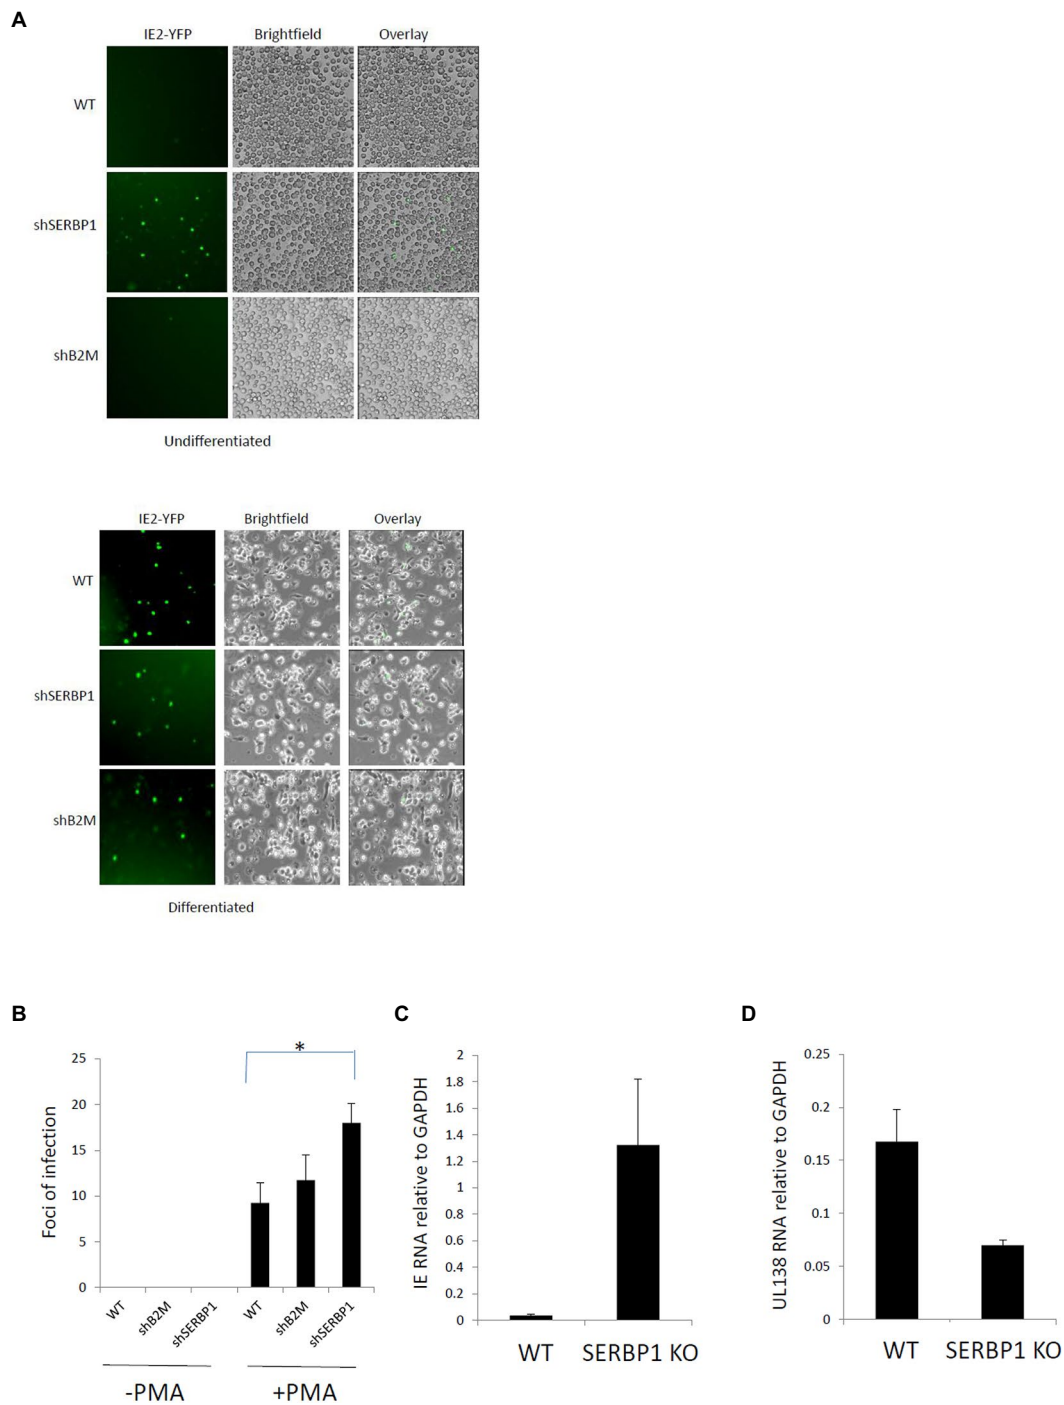 A
IE2-YFP Brightfield Overlay
WT
shSERBP1
shB2M
Undifferentiated
IE2-YFP Brightfield Overlay
WT
shSERBP1
shB2M
Differentiated
B
*
Foci of infection
25
20
15
10
5
0
WT shB2M shSERBP1 WT shB2M shSERBP1
-PMA +PMA
C
IE RNA relative to GAPDH
2
1.8
1.6
1.4
1.2
1
0.8
0.6
0.4
0.2
0
WT SERBP1 KO
D
UL138 RNA relative to GAPDH
0.25
0.2
0.15
0.1
0.05
0
WT SERBP1 KO